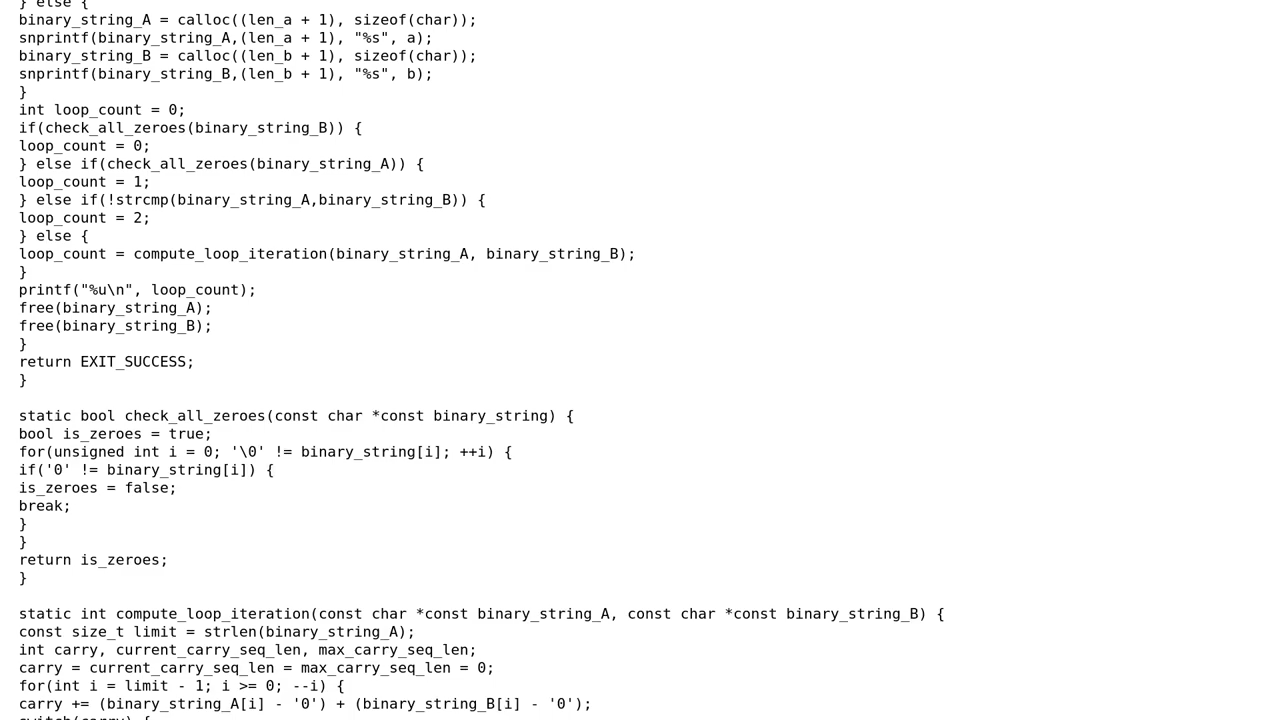 } else {
binary_string_A = calloc((len_a + 1), sizeof(char));
snprintf(binary_string_A,(len_a + 1), "%s", a);
binary_string_B = calloc((len_b + 1), sizeof(char));
snprintf(binary_string_B,(len_b + 1), "%s", b);
}
int loop_count = 0;
if(check_all_zeroes(binary_string_B)) {
loop_count = 0;
} else if(check_all_zeroes(binary_string_A)) {
loop_count = 1;
} else if(!strcmp(binary_string_A,binary_string_B)) {
loop_count = 2;
} else {
loop_count = compute_loop_iteration(binary_string_A, binary_string_B);
}
printf("%u\n", loop_count);
free(binary_string_A);
free(binary_string_B);
}
return EXIT_SUCCESS;
}

static bool check_all_zeroes(const char *const binary_string) {
bool is_zeroes = true;
for(unsigned int i = 0; '\0' != binary_string[i]; ++i) {
if('0' != binary_string[i]) {
is_zeroes = false;
break;
}
}
return is_zeroes;
}

static int compute_loop_iteration(const char *const binary_string_A, const char *const binary_string_B) {
const size_t limit = strlen(binary_string_A);
int carry, current_carry_seq_len, max_carry_seq_len;
carry = current_carry_seq_len = max_carry_seq_len = 0;
for(int i = limit - 1; i >= 0; --i) {
carry += (binary_string_A[i] - '0') + (binary_string_B[i] - '0');
switch(carry) {